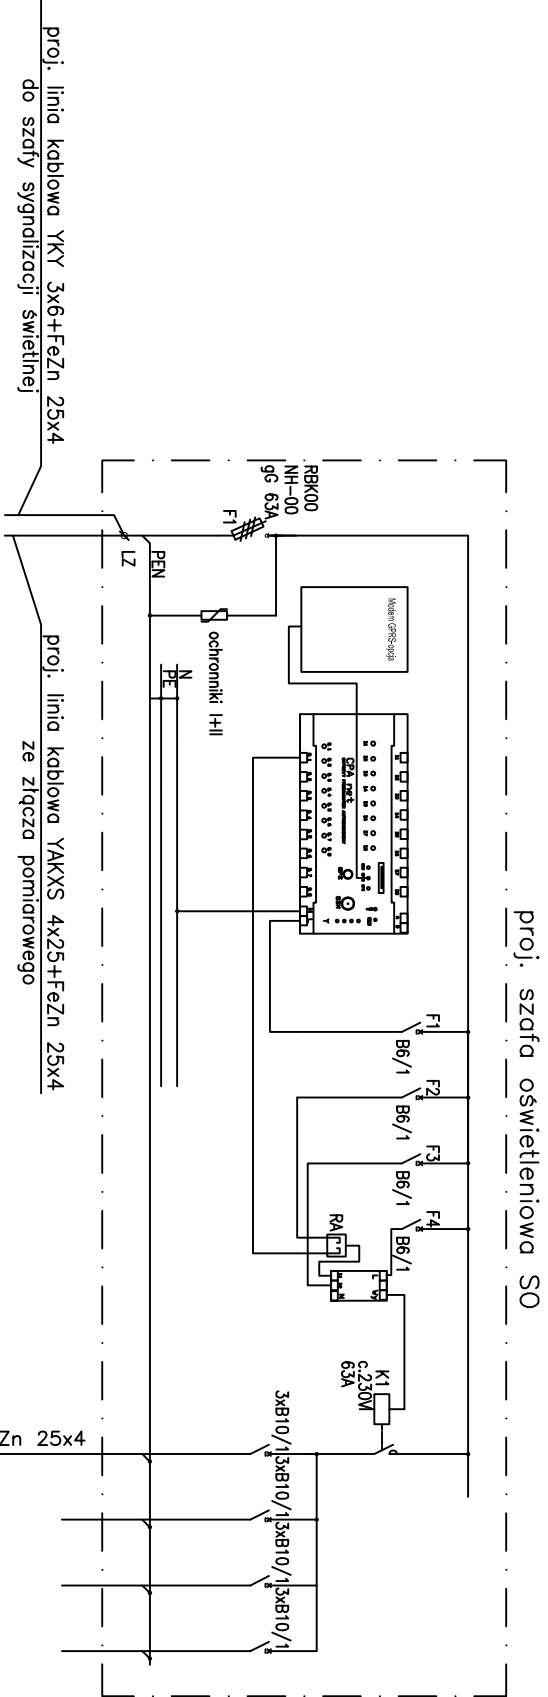 proj. szafa oświetleniowa SO
proj. linia kablowa YKY 3x6+FeZn 25x4
do szafy sygnalizacji świetlnej
RBK00
NH-00
gG 63A
F1
LZ
PEN
ochronniki I+II
N
PE
proj. linia kablowa YAKXS 4x25+FeZn 25x4
ze złącza pomiarowego
Modem GPRS-opcja
CPA net
F1
B6/1
F2
B6/1
F3
B6/1
F4
B6/1
RA
L
Wy
N
K1
c.230V
63A
3xB10/1
3xB10/1
3xB10/1
3xB10/1
Zn 25x4